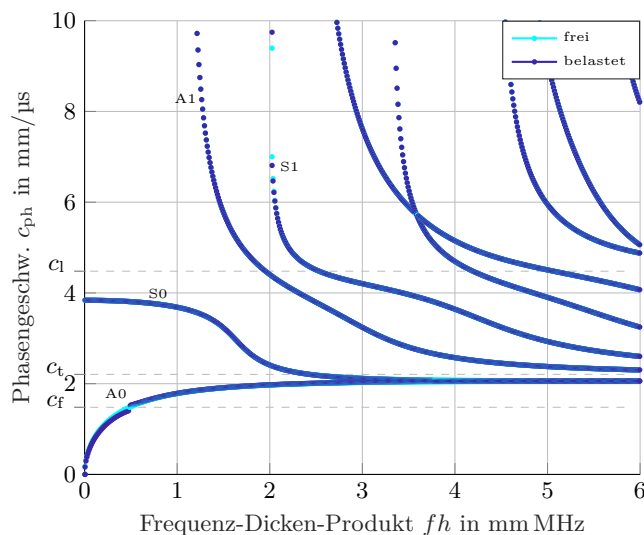 Phasengeschw. c_ph in mm/µs
10
8
6
4
2
0
c_l
c_t
c_f
A1
S1
S0
A0
frei
belastet
0 1 2 3 4 5 6
Frequenz-Dicken-Produkt fh in mm MHz